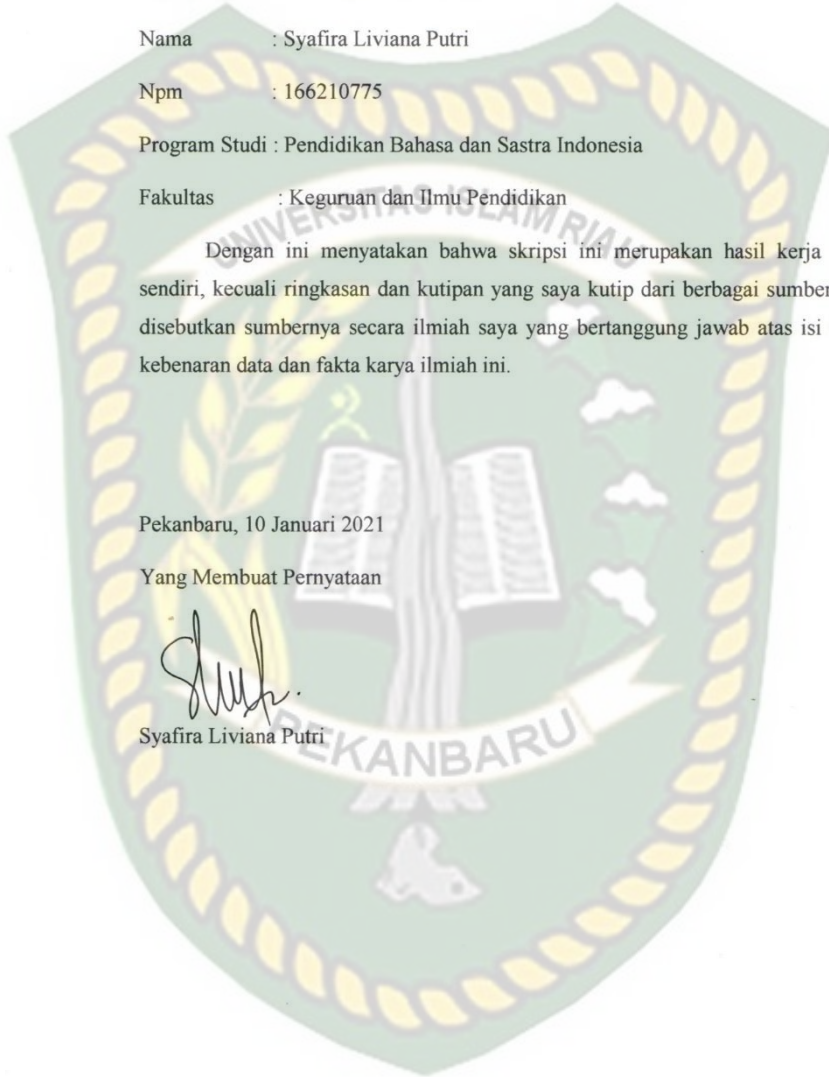 Nama : Syafira Liviana Putri
Npm : 166210775
Program Studi : Pendidikan Bahasa dan Sastra Indonesia
Fakultas : Keguruan dan Ilmu Pendidikan
UNIVERSITAS ISLAM RIAU
Dengan ini menyatakan bahwa skripsi ini merupakan hasil kerja
sendiri, kecuali ringkasan dan kutipan yang saya kutip dari berbagai sumber
disebutkan sumbernya secara ilmiah saya yang bertanggung jawab atas isi
kebenaran data dan fakta karya ilmiah ini.
Pekanbaru, 10 Januari 2021
Yang Membuat Pernyataan
Syafira Liviana Putri
PEKANBARU